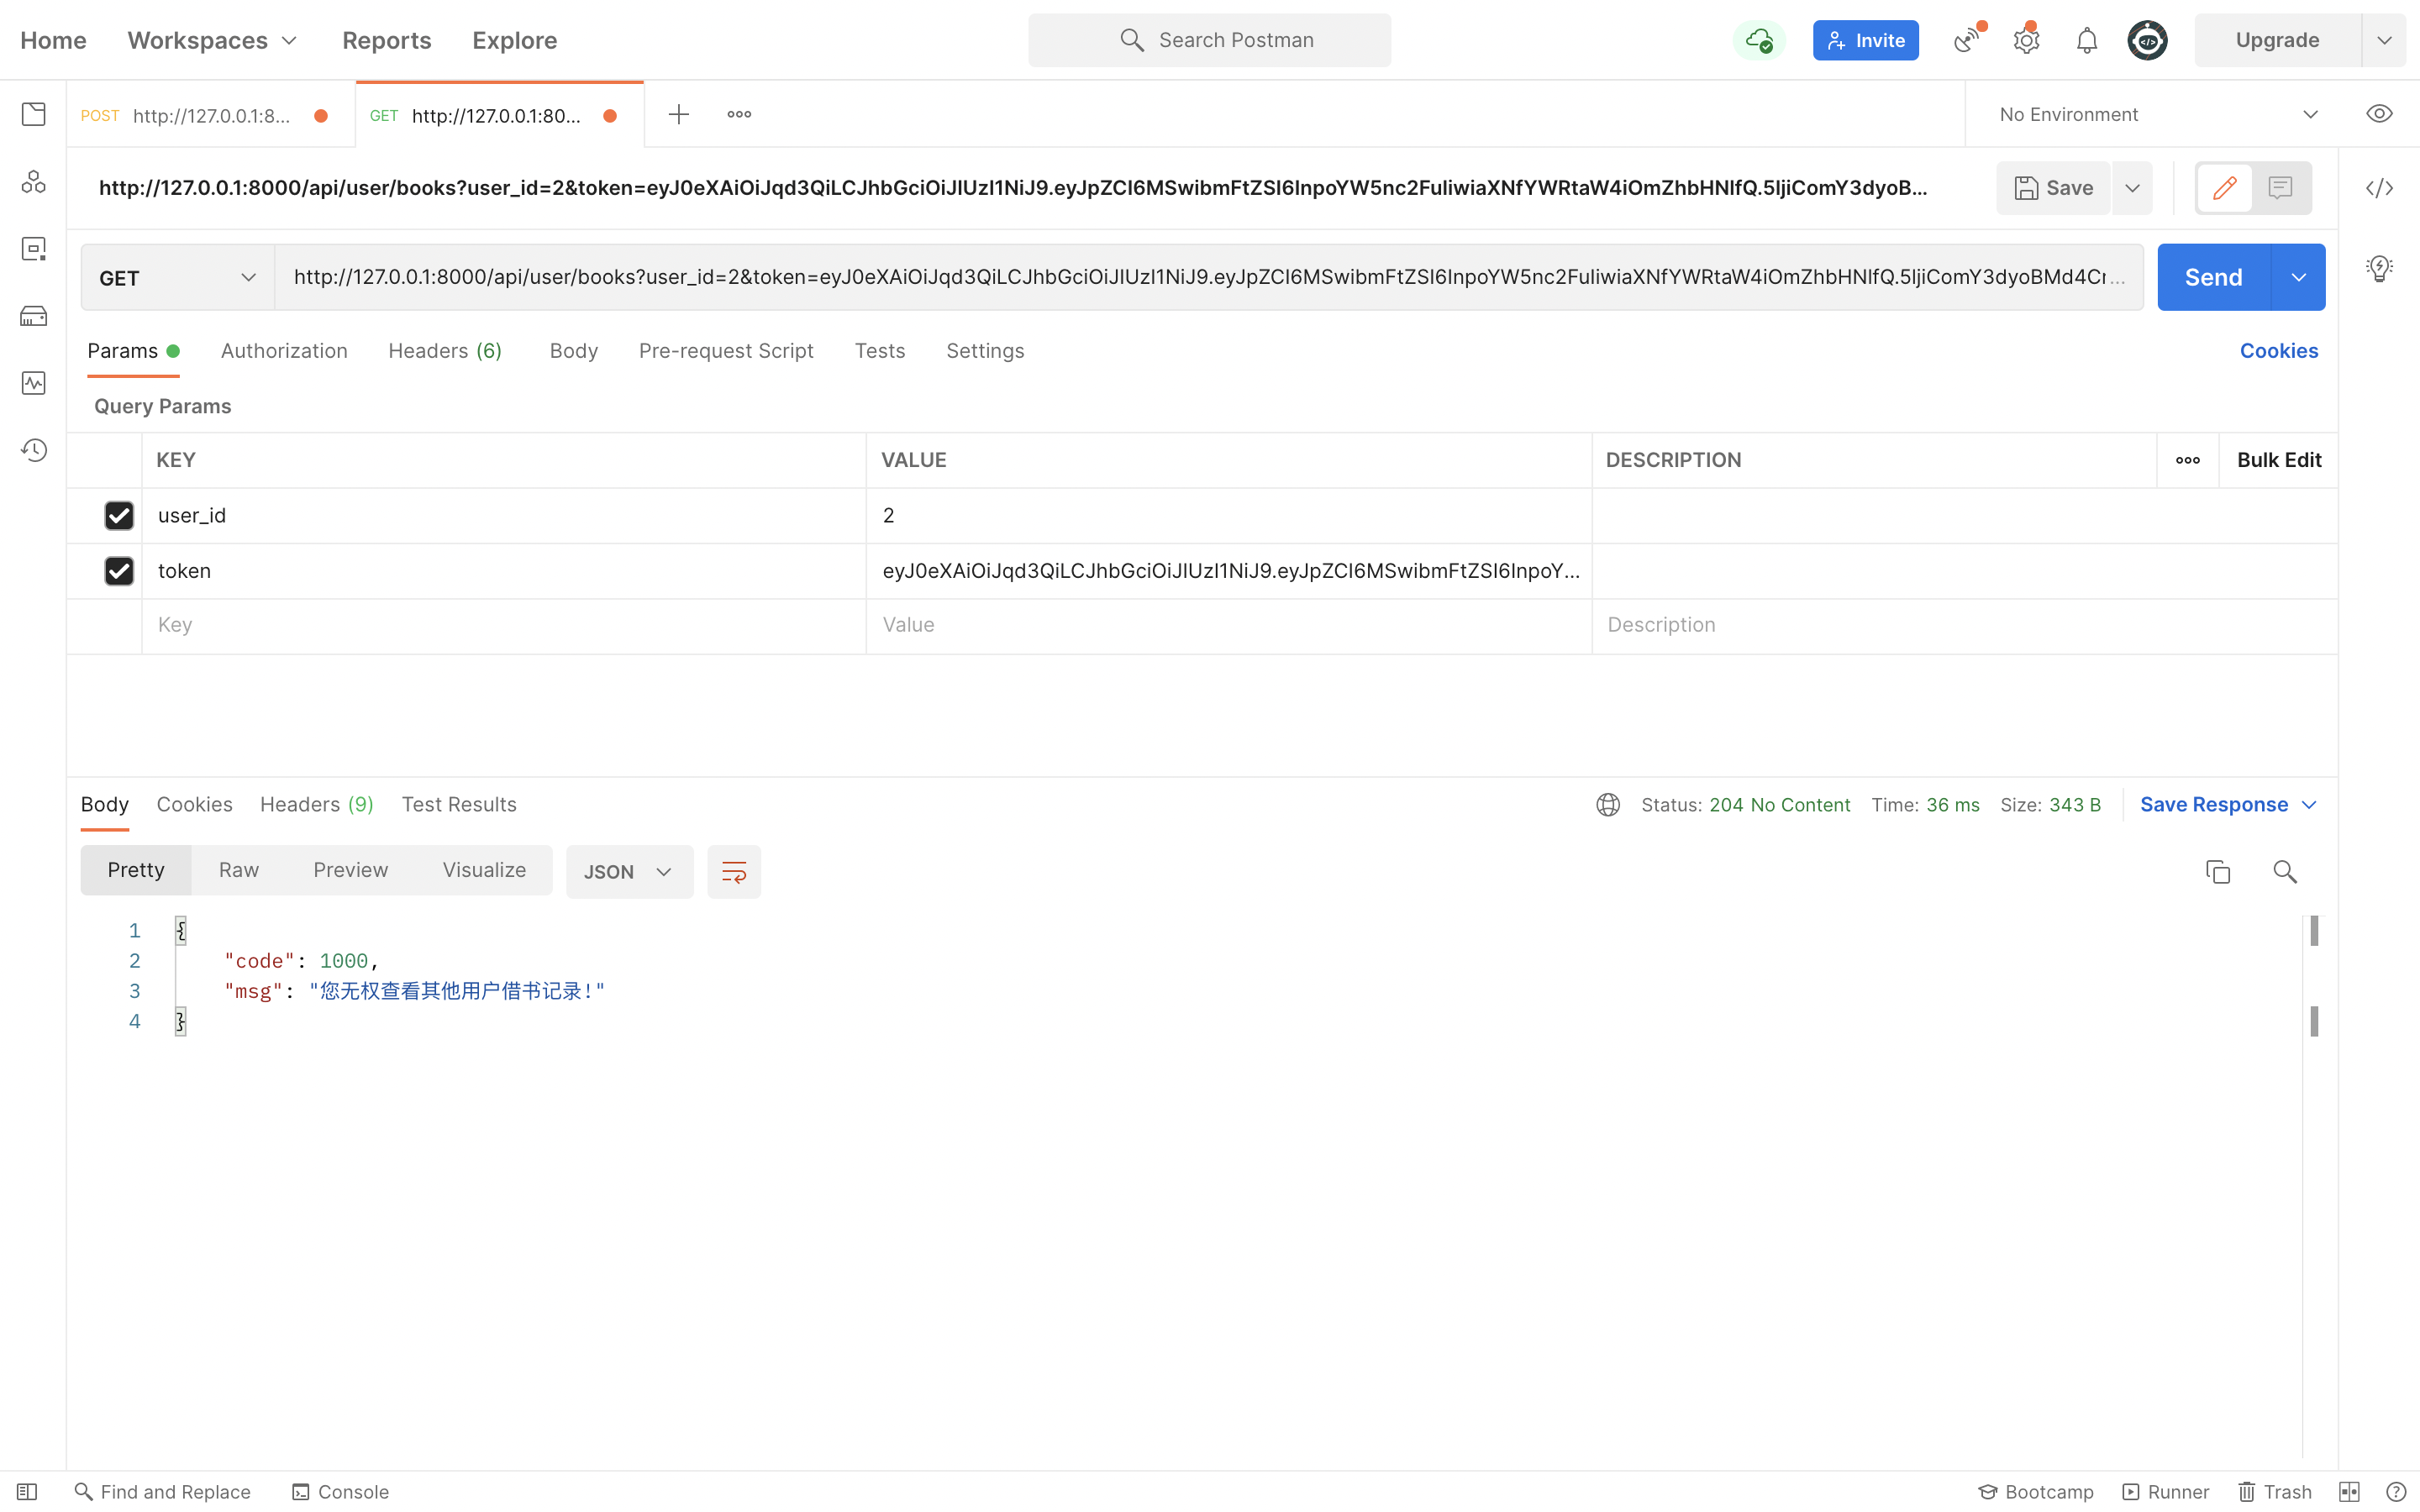 Home Workspaces Reports Explore Search Postman Invite Upgrade
POST http://127.0.0.1:8... GET http://127.0.0.1:80... No Environment
http://127.0.0.1:8000/api/user/books?user_id=2&token=eyJ0eXAiOiJqd3QiLCJhbGciOiJIUzI1NiJ9.eyJpZCI6MSwibmFtZSI6InpoYW5nc2FuIiwiaXNfYWRtaW4iOmZhbHNlfQ.5ljiComY3dyoB... Save
GET http://127.0.0.1:8000/api/user/books?user_id=2&token=eyJ0eXAiOiJqd3QiLCJhbGciOiJIUzI1NiJ9.eyJpZCI6MSwibmFtZSI6InpoYW5nc2FuIiwiaXNfYWRtaW4iOmZhbHNlfQ.5ljiComY3dyoBMd4Cr... Send
Params Authorization Headers (6) Body Pre-request Script Tests Settings Cookies
Query Params
KEY VALUE DESCRIPTION Bulk Edit
user_id 2
token eyJ0eXAiOiJqd3QiLCJhbGciOiJIUzI1NiJ9.eyJpZCI6MSwibmFtZSI6InpoY...
Key Value Description
Body Cookies Headers (9) Test Results Status: 204 No Content Time: 36 ms Size: 343 B Save Response
Pretty Raw Preview Visualize JSON
1 {
2 "code": 1000,
3 "msg": "您无权查看其他用户借书记录!"
4 }
Find and Replace Console Bootcamp Runner Trash